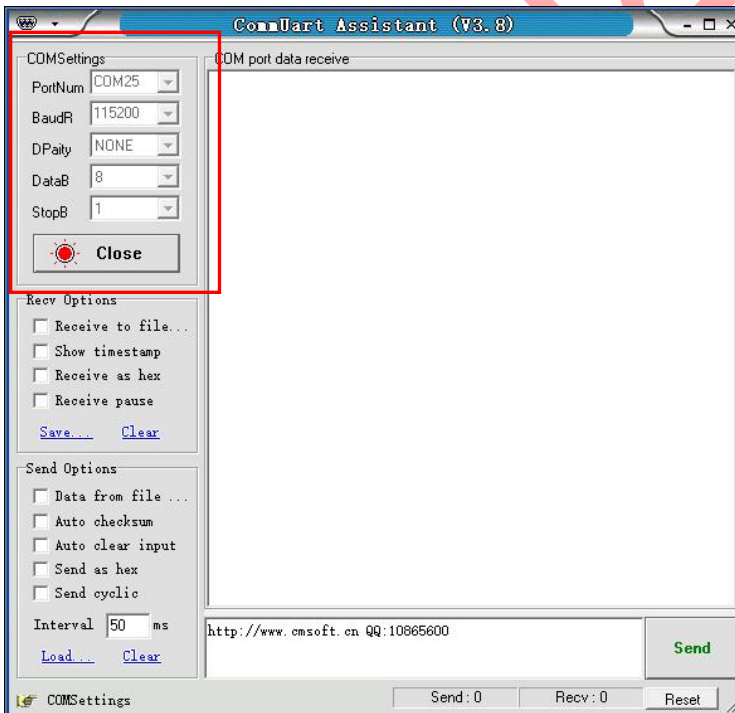 CommUart Assistant (V3.8)
COMSettings
PortNum COM25
BaudR 115200
DPaity NONE
DataB 8
StopB 1
Close
Recv Options
Receive to file...
Show timestamp
Receive as hex
Receive pause
Save... Clear
Send Options
Data from file ...
Auto checksum
Auto clear input
Send as hex
Send cyclic
Interval 50 ms
Load... Clear
COM port data receive
http://www.cmsoft.cn QQ:10865600
Send
COMSettings
Send : 0
Recv : 0
Reset